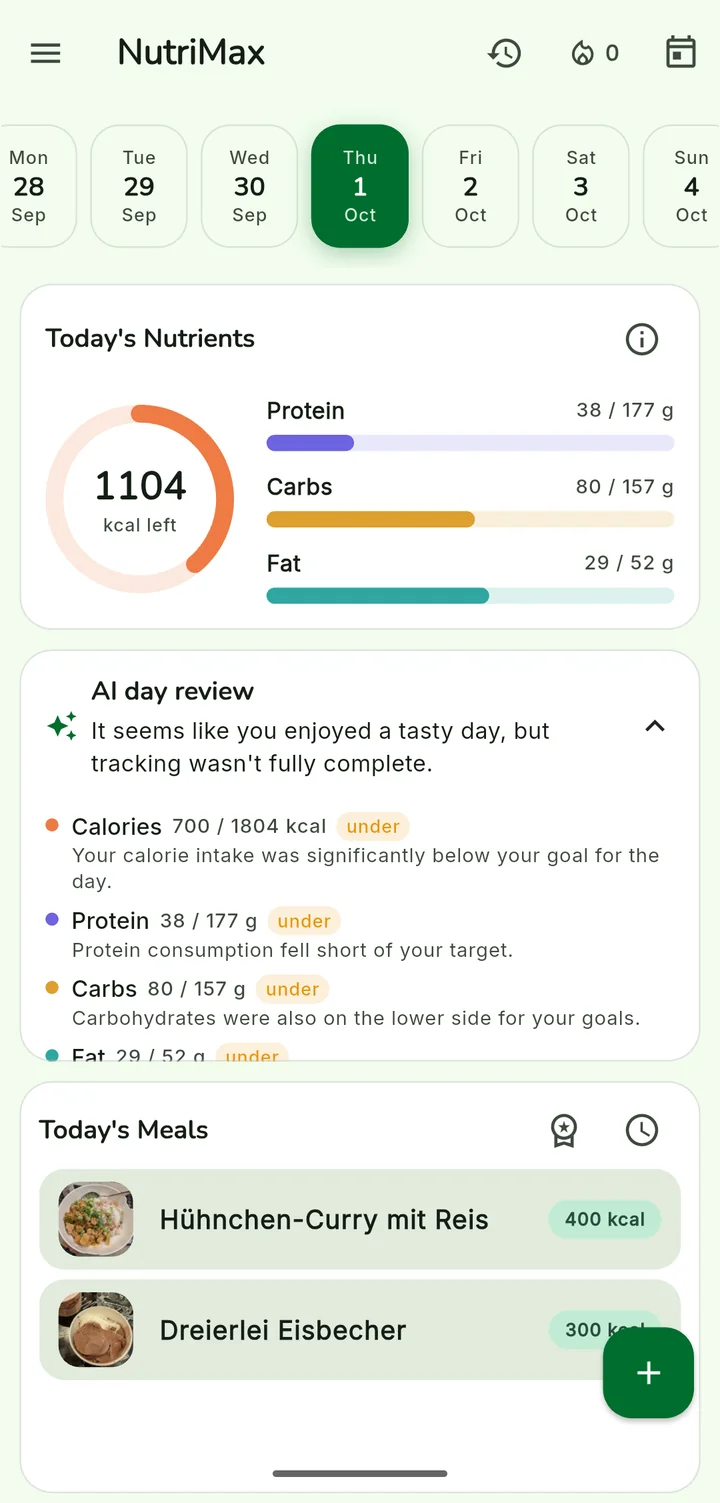 NutriMax
0
Mon Tue Wed Thu Fri Sat Sun
28 29 30 1 2 3 4
Sep Sep Sep Oct Oct Oct Oct
Today's Nutrients
1104
kcal left
Protein 38 / 177 g
Carbs 80 / 157 g
Fat 29 / 52 g
AI day review
It seems like you enjoyed a tasty day, but
tracking wasn't fully complete.
Calories 700 / 1804 kcal under
Your calorie intake was significantly below your goal for the
day.
Protein 38 / 177 g under
Protein consumption fell short of your target.
Carbs 80 / 157 g under
Carbohydrates were also on the lower side for your goals.
Fat 29 / 52 g under
Today's Meals
Hühnchen-Curry mit Reis 400 kcal
Dreierlei Eisbecher 300 kcal